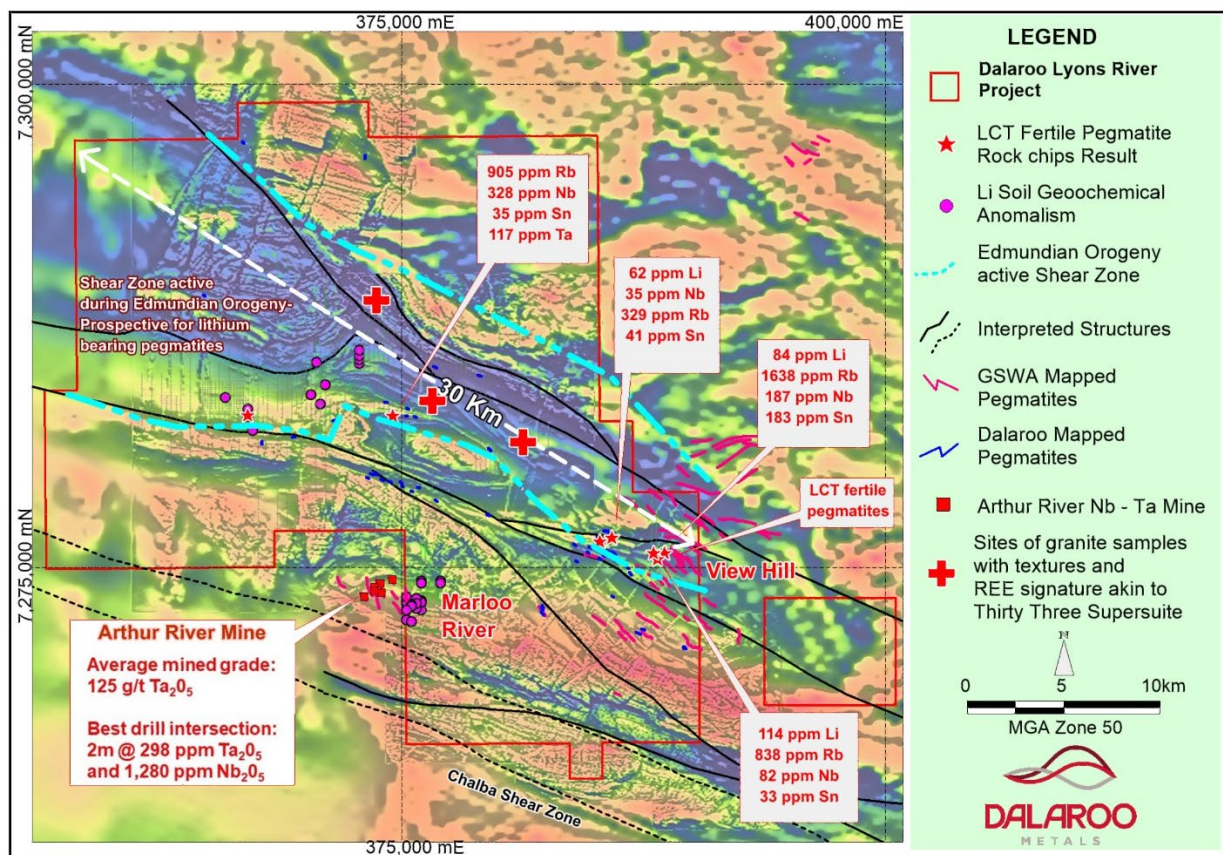 375,000 mE
400,000 mE
7,300,000 mN
7,275,000 mN
905 ppm Rb
328 ppm Nb
35 ppm Sn
117 ppm Ta
62 ppm Li
35 ppm Nb
329 ppm Rb
41 ppm Sn
Shear Zone active
during Edmundian Orogeny-
Prospective for lithium
bearing pegmatites
84 ppm Li
1638 ppm Rb
187 ppm Nb
183 ppm Sn
30 Km
LCT fertile
pegmatites
View Hill
Marloo
River
Arthur River Mine
Average mined grade:
125 g/t Ta₂0₅
Best drill intersection:
2m @ 298 ppm Ta₂0₅
and 1,280 ppm Nb₂0₅
114 ppm Li
838 ppm Rb
82 ppm Nb
33 ppm Sn
Chalba Shear Zone
375,000 mE
LEGEND
Dalaroo Lyons River
Project
LCT Fertile Pegmatite
Rock chips Result
Li Soil Geochemical
Anomalism
Edmundian Orogeny
active Shear Zone
Interpreted Structures
GSWA Mapped
Pegmatites
Dalaroo Mapped
Pegmatites
Arthur River Nb - Ta Mine
Sites of granite samples
with textures and
REE signature akin to
Thirty Three Supersuite
N
0 5 10km
MGA Zone 50
DALAROO
METALS